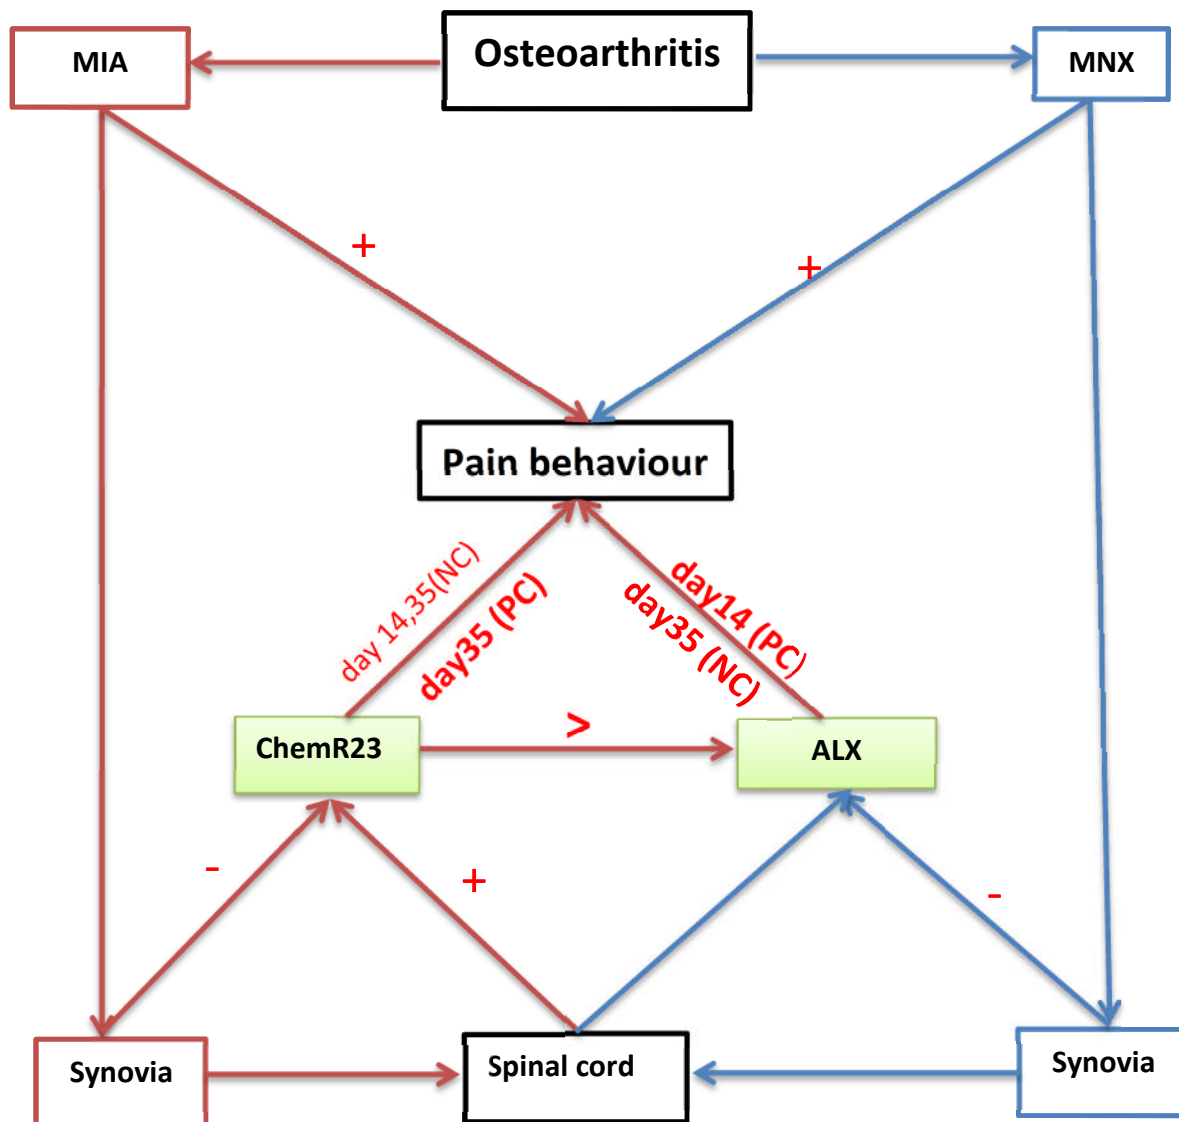 Osteoarthritis
MIA
MNX
+
+
Pain behaviour
day 14,35(NC)
day35 (PC)
day14 (PC)
day35 (NC)
ChemR23
>
ALX
-
+
-
Synovia
Spinal cord
Synovia